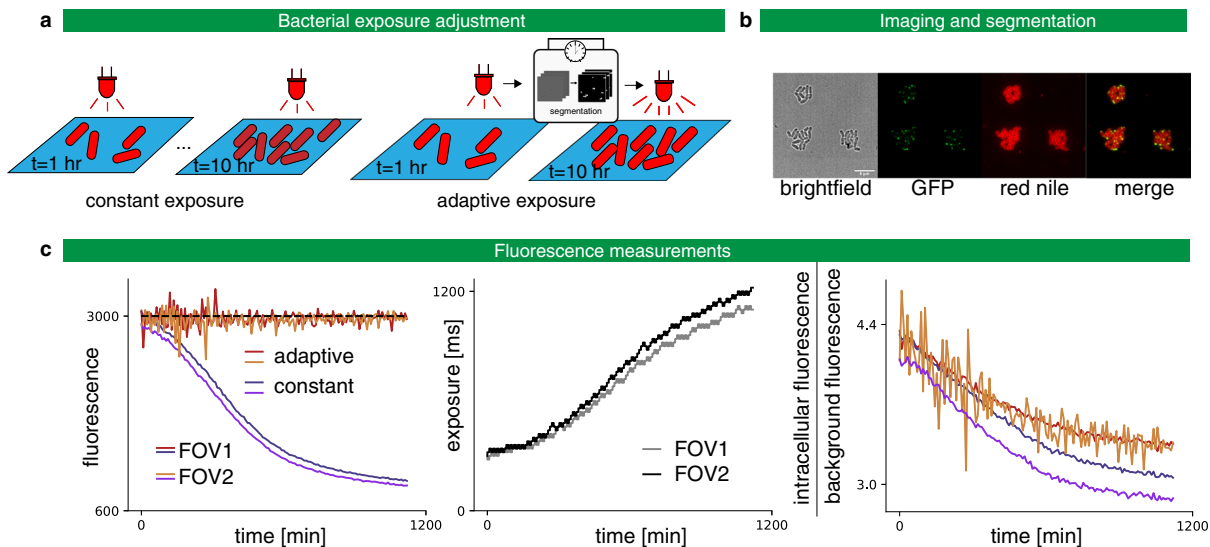 a
Bacterial exposure adjustment
segmentation
t=1 hr
...
t=10 hr
t=1 hr
t=10 hr
constant exposure
adaptive exposure
b
Imaging and segmentation
brightfield
GFP
red nile
merge
c
Fluorescence measurements
fluorescence
3000
600
adaptive
constant
FOV1
FOV2
0
1200
time [min]
exposure [ms]
1200
0
FOV1
FOV2
0
1200
time [min]
intracellular fluorescence
background fluorescence
4.4
3.0
0
1200
time [min]